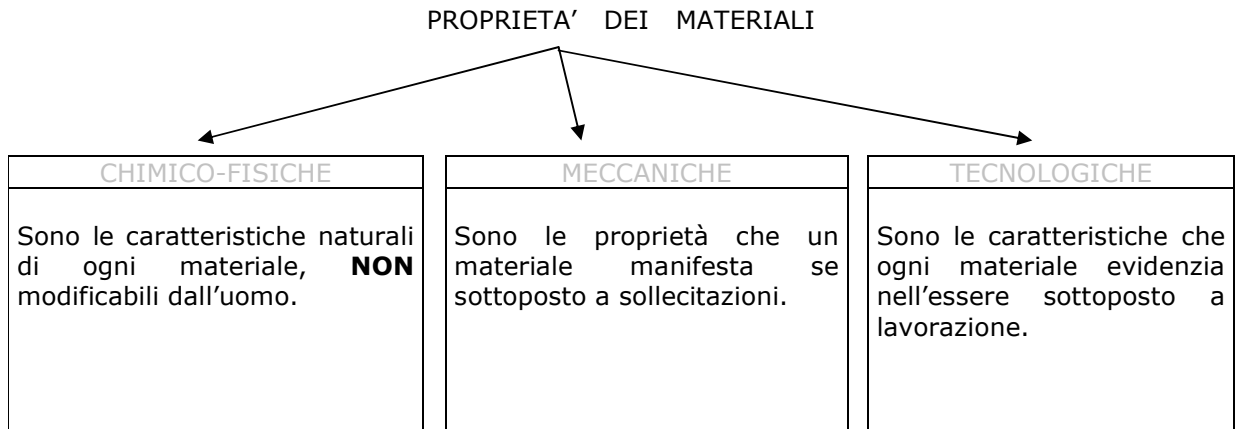 PROPRIETA’ DEI MATERIALI
CHIMICO-FISICHE
Sono le caratteristiche naturali
di ogni materiale, NON
modificabili dall’uomo.
MECCANICHE
Sono le proprietà che un
materiale manifesta se
sottoposto a sollecitazioni.
TECNOLOGICHE
Sono le caratteristiche che
ogni materiale evidenzia
nell’essere sottoposto a
lavorazione.